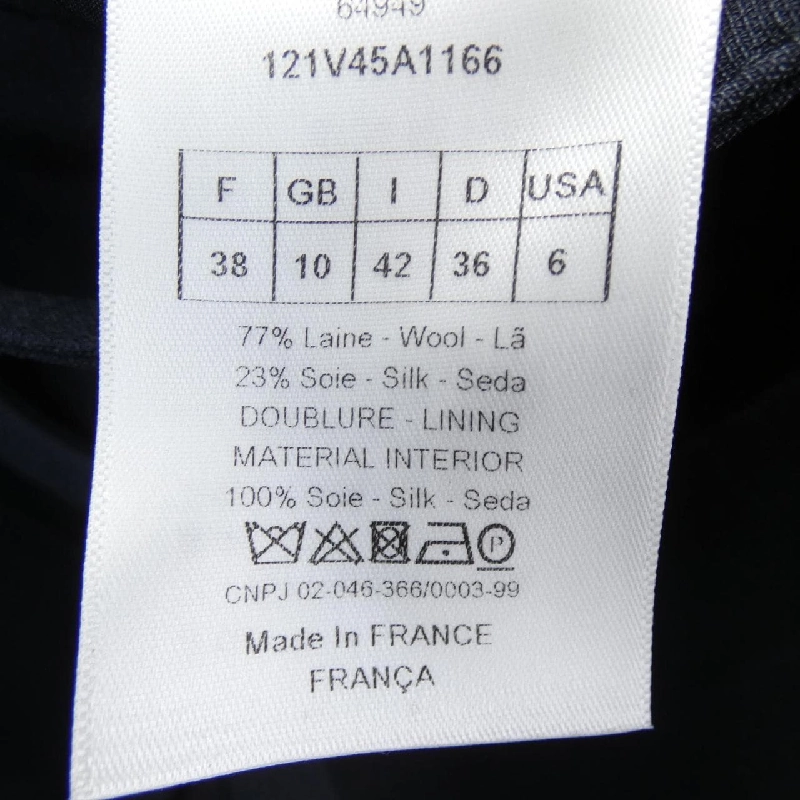 64949
121V45A1166
F GB I D USA
38 10 42 36 6
77% Laine - Wool - Lã
23% Soie - Silk - Seda
DOUBLURE - LINING
MATERIAL INTERIOR
100% Soie - Silk - Seda
P
CNPJ 02-046-366/0003-99
Made In FRANCE
FRANÇA